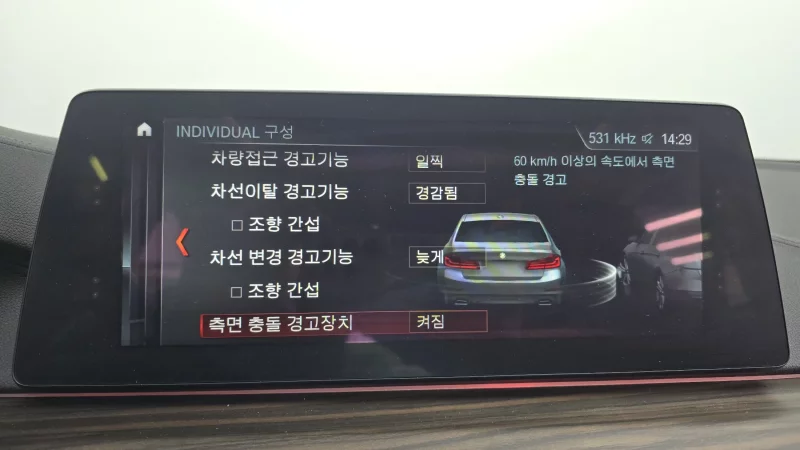 INDIVIDUAL 구성
531 kHz 14:29
차량접근 경고기능 일찍
차선이탈 경고기능 경감됨
조향 간섭
차선 변경 경고기능 늦게
조향 간섭
측면 충돌 경고장치 켜짐
60 km/h 이상의 속도에서 측면
충돌 경고